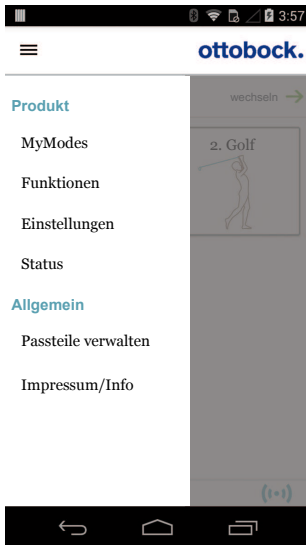 3:57
ottobock.
Produkt
wechseln
MyModes
2. Golf
Funktionen
Einstellungen
Status
Allgemein
Passteile verwalten
Impressum/Info